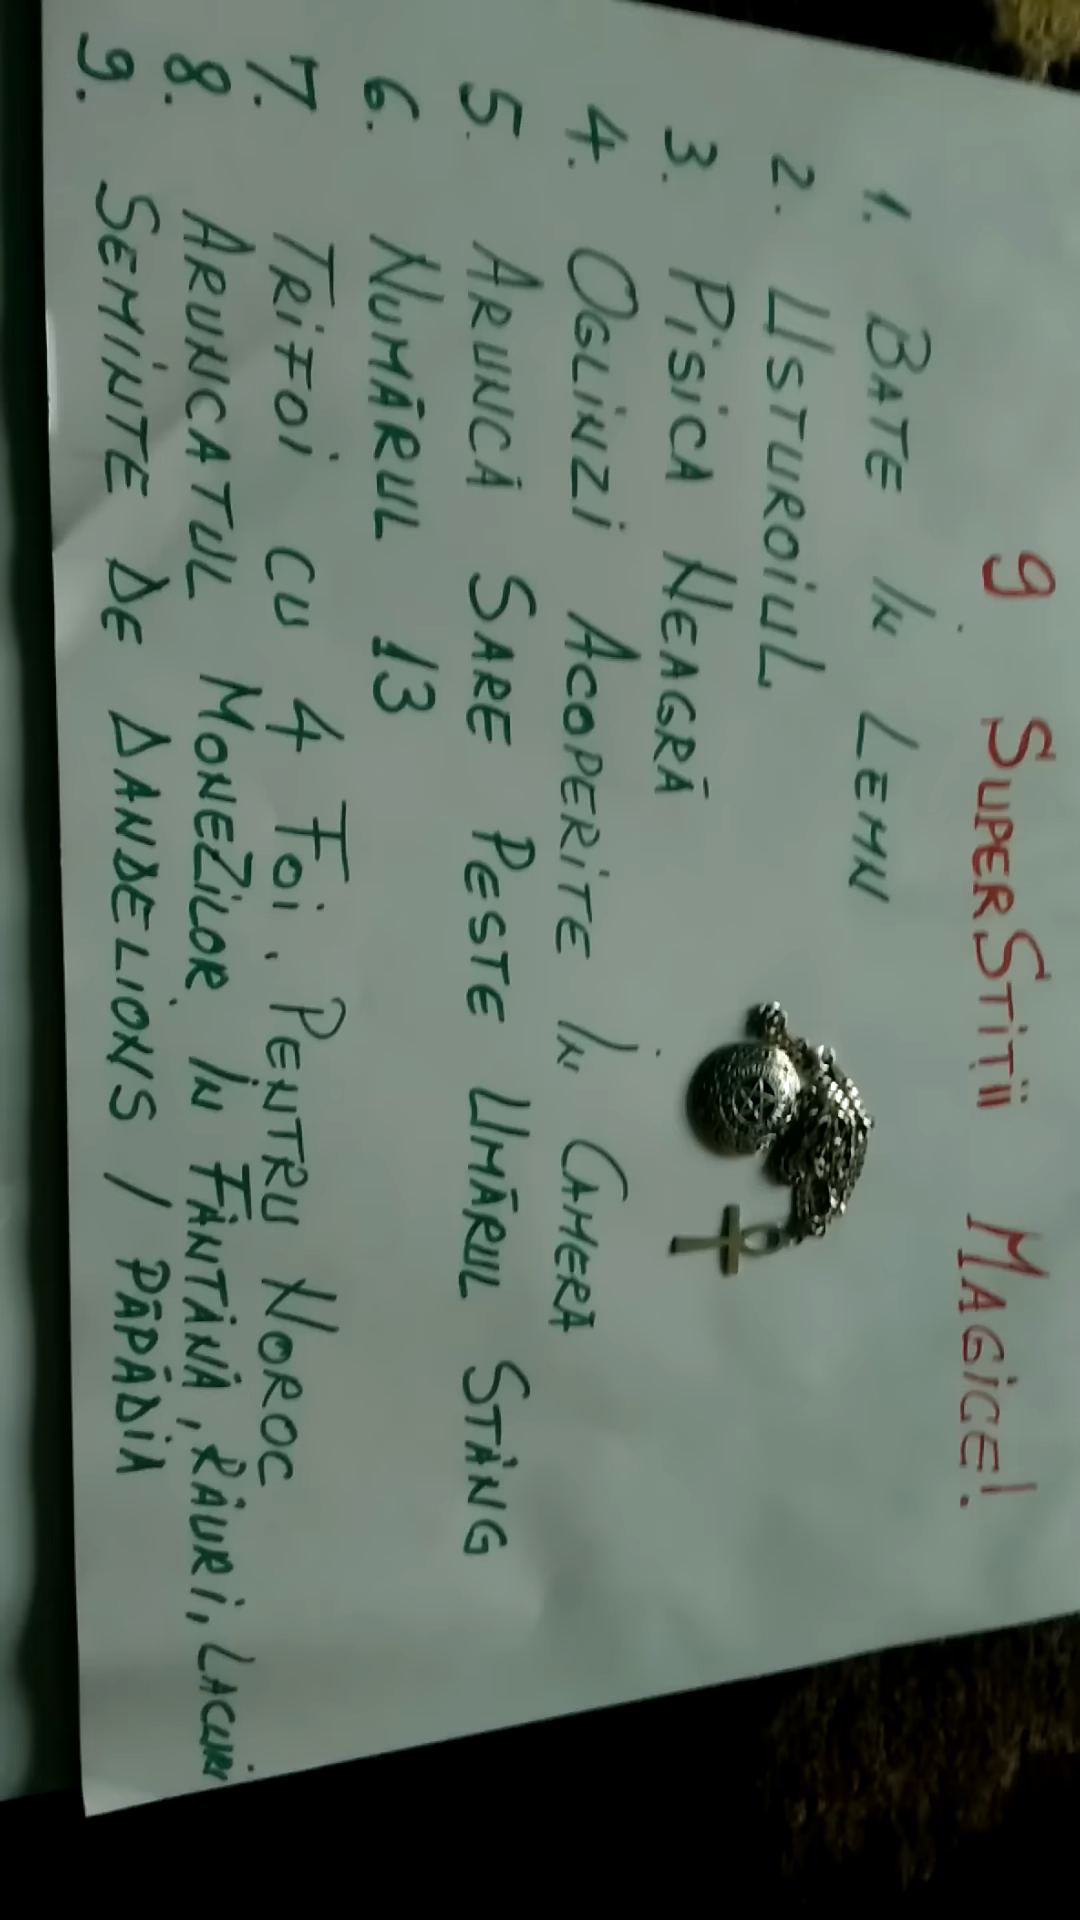 9 SUPERSTIȚII MAGICE!
1. BATE ÎN LEMN
2. USTUROIUL
3. PISICA NEAGRĂ
4. OGLINZI ACOPERITE ÎN CAMERĂ
5. ARUNCĂ SARE PESTE UMĂRUL STÂNG
6. NUMĂRUL 13
7. TRIFOI CU 4 FOI. PENTRU NOROC
8. ARUNCATUL MONEZILOR ÎN FÂNTÂNĂ, RÂURI, LACURI
9. SEMINTE DE DANDELIONS / PĂPĂDIA